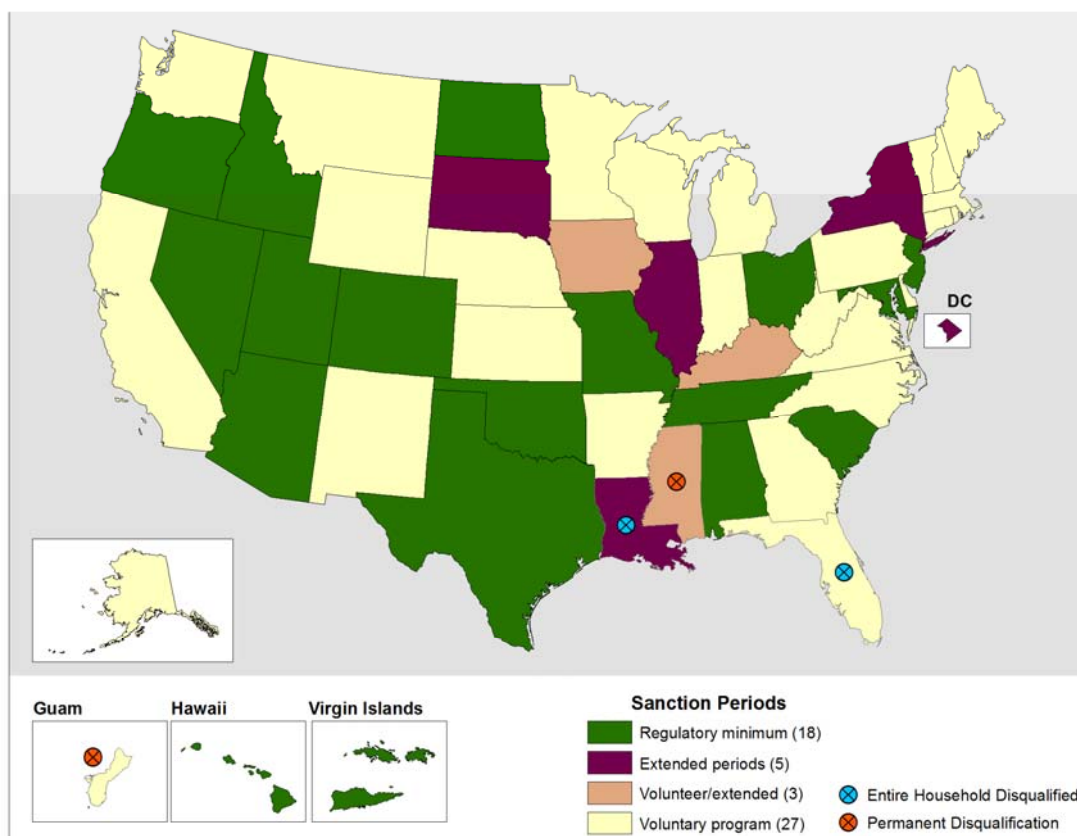 DC
Guam
Hawaii
Virgin Islands
Sanction Periods
Regulatory minimum (18)
Extended periods (5)
Volunteer/extended (3)
Voluntary program (27)
Entire Household Disqualified
Permanent Disqualification